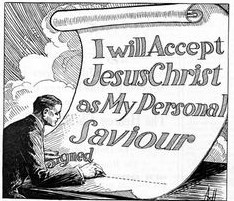 I will Accept
Jesus Christ
as My Personal
Saviour
Signed